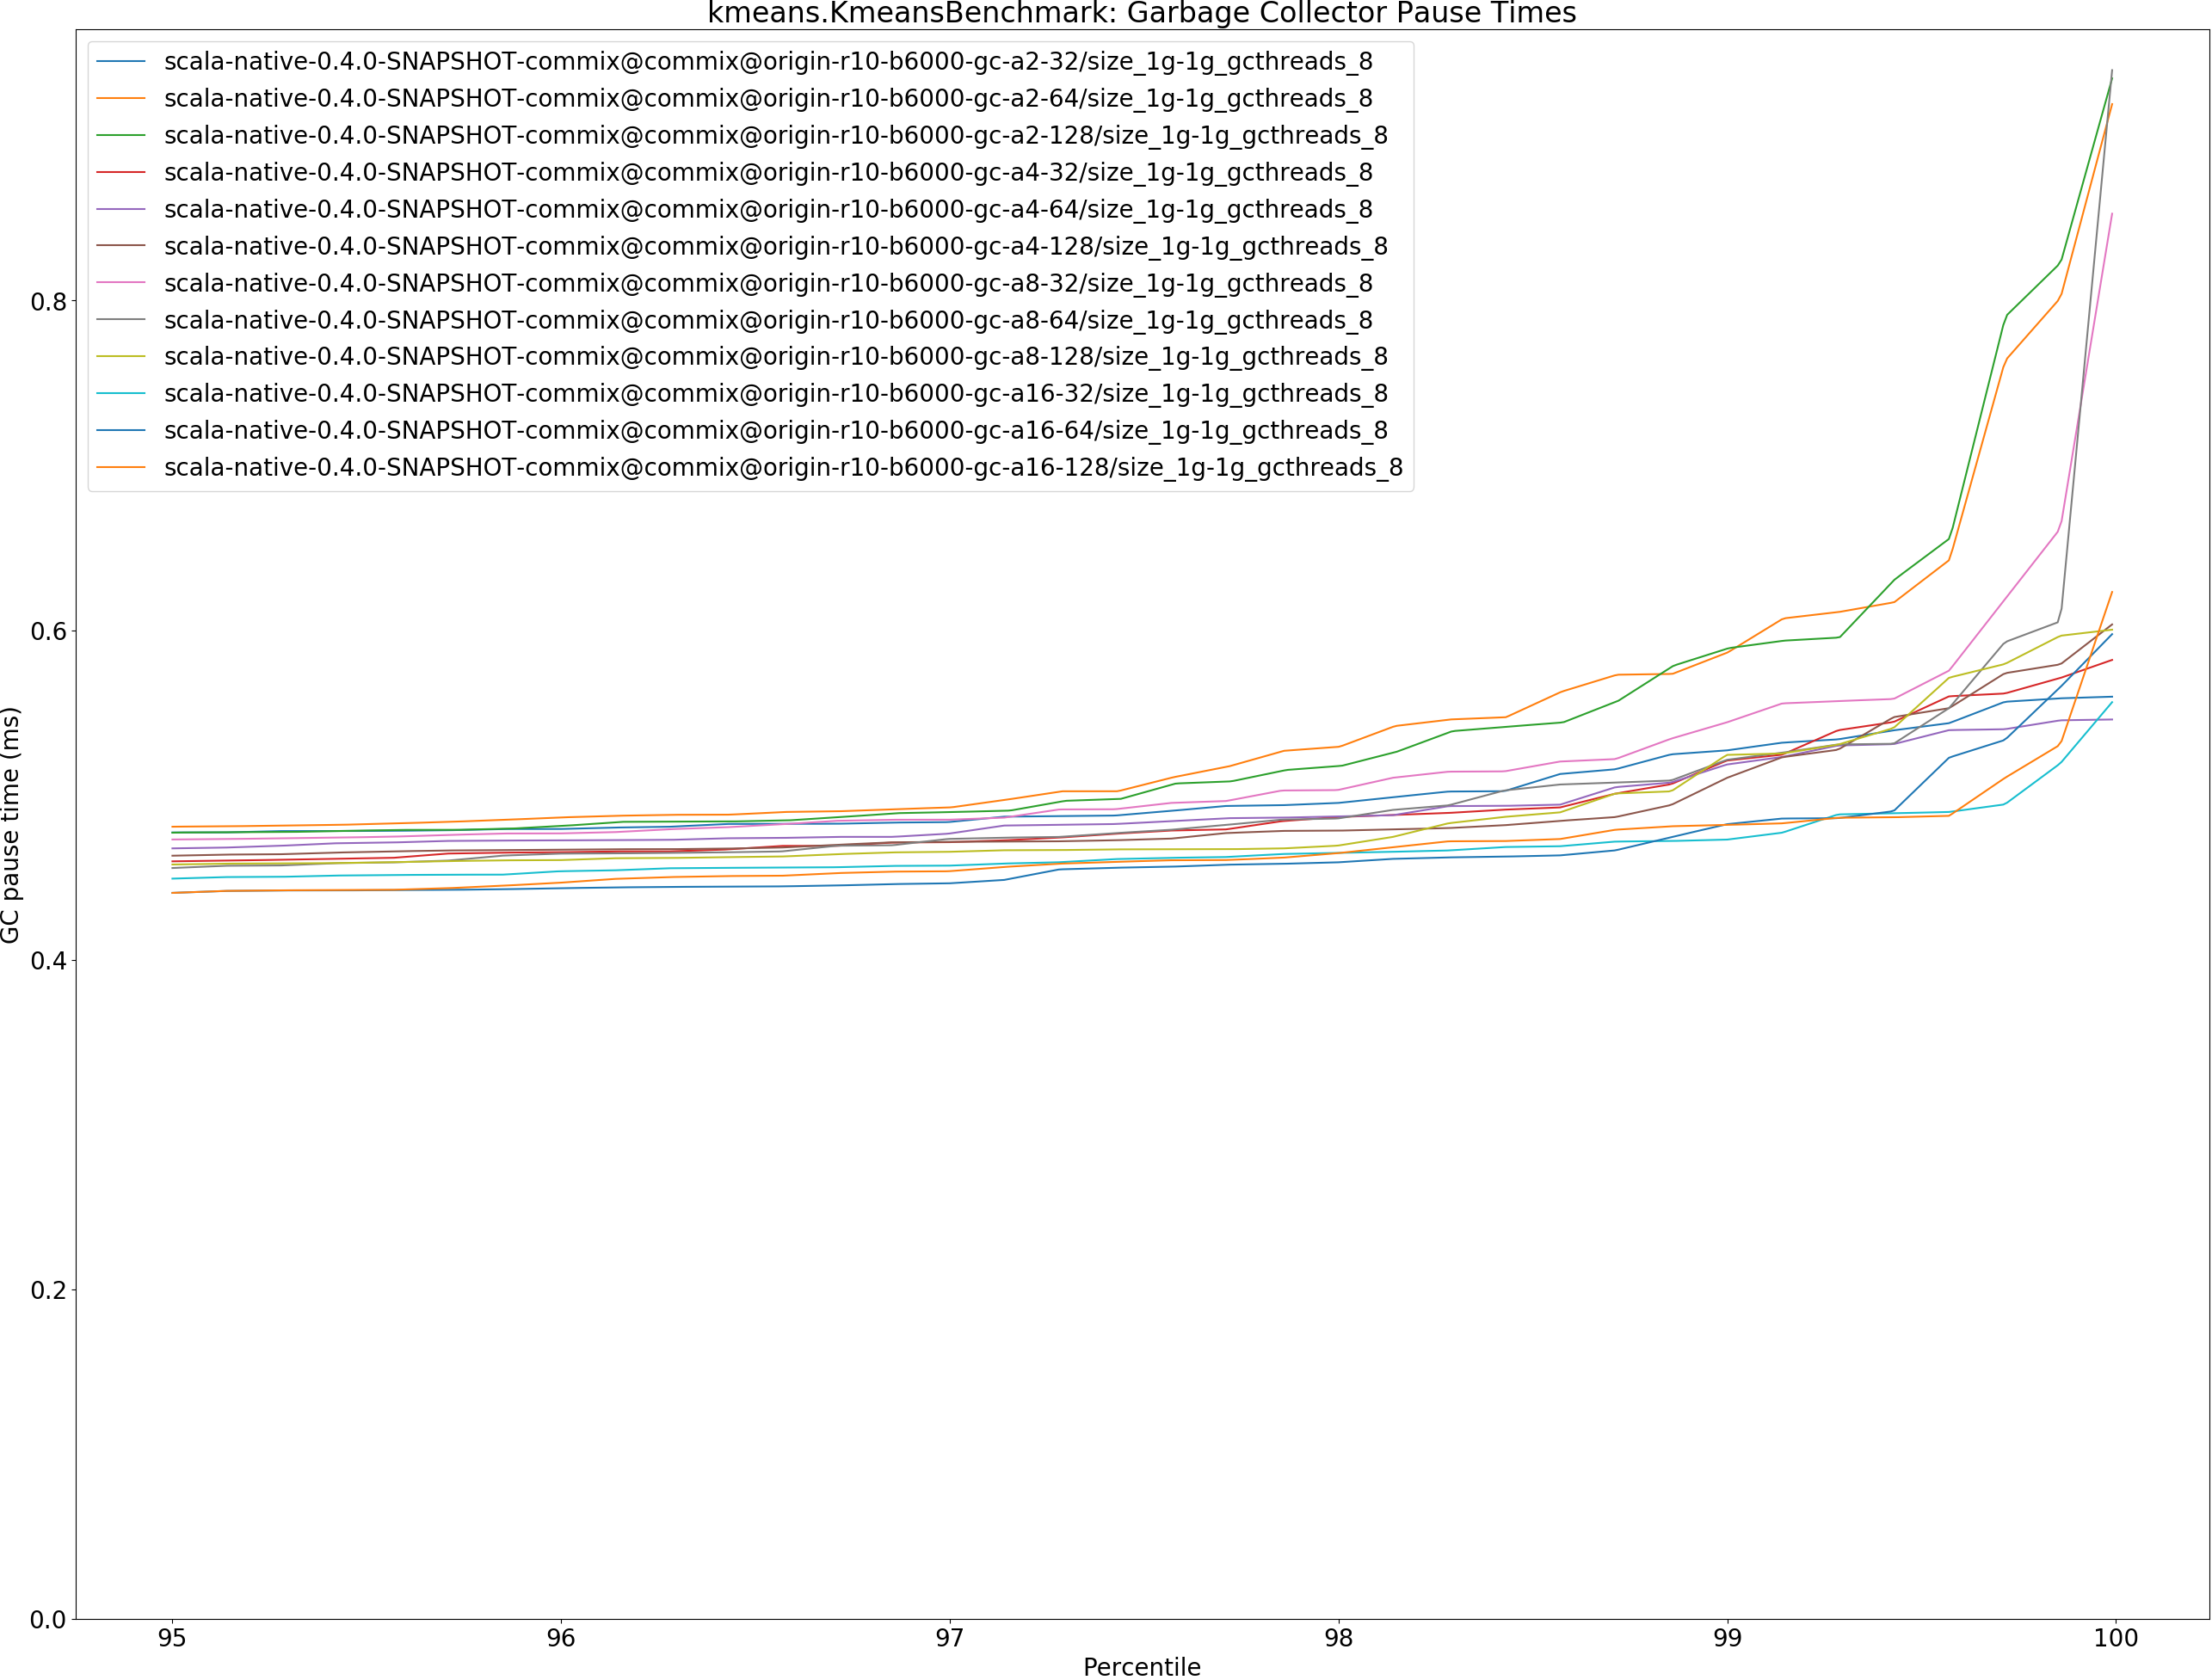 kmeans.KmeansBenchmark: Garbage Collector Pause Times
scala-native-0.4.0-SNAPSHOT-commix@commix@origin-r10-b6000-gc-a2-32/size_1g-1g_gcthreads_8
scala-native-0.4.0-SNAPSHOT-commix@commix@origin-r10-b6000-gc-a2-64/size_1g-1g_gcthreads_8
scala-native-0.4.0-SNAPSHOT-commix@commix@origin-r10-b6000-gc-a2-128/size_1g-1g_gcthreads_8
scala-native-0.4.0-SNAPSHOT-commix@commix@origin-r10-b6000-gc-a4-32/size_1g-1g_gcthreads_8
scala-native-0.4.0-SNAPSHOT-commix@commix@origin-r10-b6000-gc-a4-64/size_1g-1g_gcthreads_8
scala-native-0.4.0-SNAPSHOT-commix@commix@origin-r10-b6000-gc-a4-128/size_1g-1g_gcthreads_8
scala-native-0.4.0-SNAPSHOT-commix@commix@origin-r10-b6000-gc-a8-32/size_1g-1g_gcthreads_8
scala-native-0.4.0-SNAPSHOT-commix@commix@origin-r10-b6000-gc-a8-64/size_1g-1g_gcthreads_8
scala-native-0.4.0-SNAPSHOT-commix@commix@origin-r10-b6000-gc-a8-128/size_1g-1g_gcthreads_8
scala-native-0.4.0-SNAPSHOT-commix@commix@origin-r10-b6000-gc-a16-32/size_1g-1g_gcthreads_8
scala-native-0.4.0-SNAPSHOT-commix@commix@origin-r10-b6000-gc-a16-64/size_1g-1g_gcthreads_8
scala-native-0.4.0-SNAPSHOT-commix@commix@origin-r10-b6000-gc-a16-128/size_1g-1g_gcthreads_8
0.8
0.6
0.4
0.2
0.0
GC pause time (ms)
95 96 97 98 99 100
Percentile